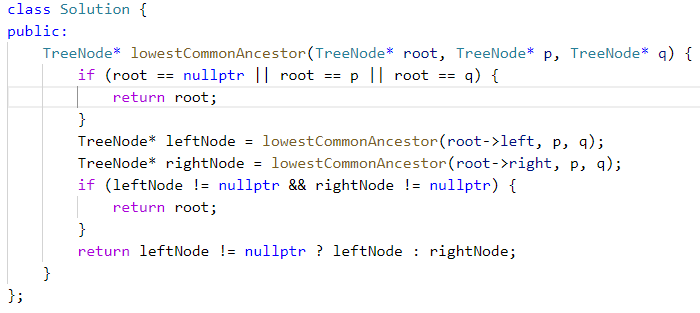 class Solution {
public:
    TreeNode* lowestCommonAncestor(TreeNode* root, TreeNode* p, TreeNode* q) {
        if (root == nullptr || root == p || root == q) {
            return root;
        }
        TreeNode* leftNode = lowestCommonAncestor(root->left, p, q);
        TreeNode* rightNode = lowestCommonAncestor(root->right, p, q);
        if (leftNode != nullptr && rightNode != nullptr) {
            return root;
        }
        return leftNode != nullptr ? leftNode : rightNode;
    }
};